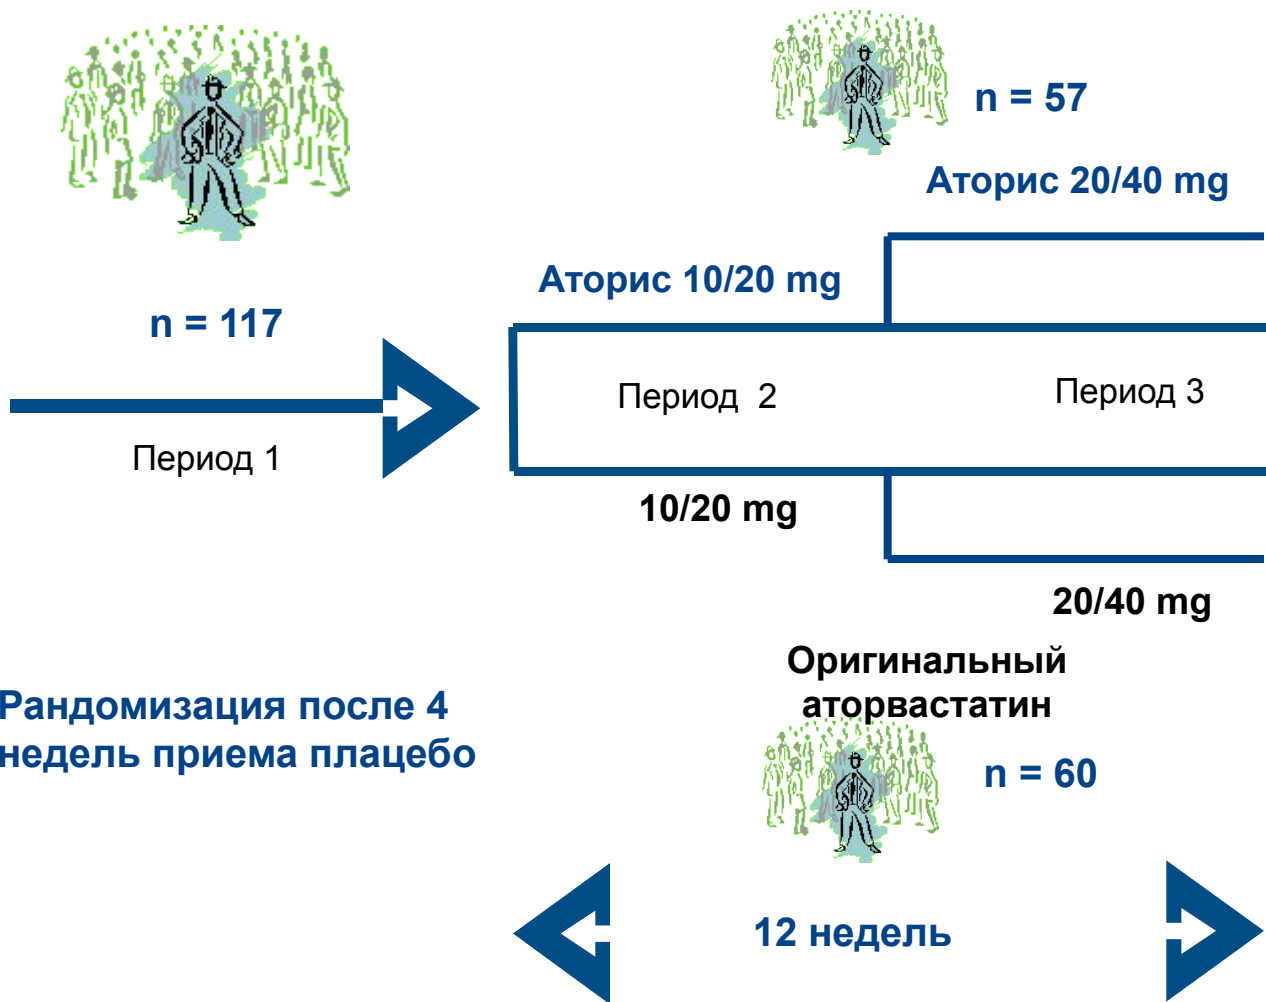 n = 57
Аторис 20/40 mg
Аторис 10/20 mg
n = 117
Период 2
Период 3
Период 1
10/20 mg
20/40 mg
Оригинальный
аторвастатин
Рандомизация после 4
недель приема плацебо
n = 60
12 недель